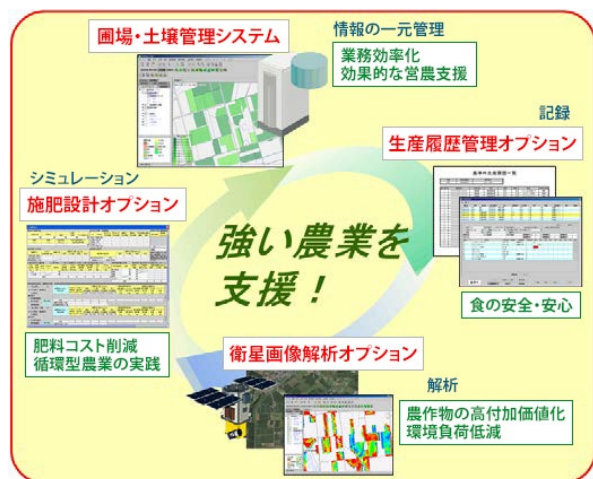 圃場・土壌管理システム
情報の一元管理
業務効率化
効果的な営農支援
記録
生産履歴管理オプション
食の安全・安心
シミュレーション
施肥設計オプション
肥料コスト削減
循環型農業の実践
強い農業を
支援！
衛星画像解析オプション
解析
農作物の高付加価値化
環境負荷低減